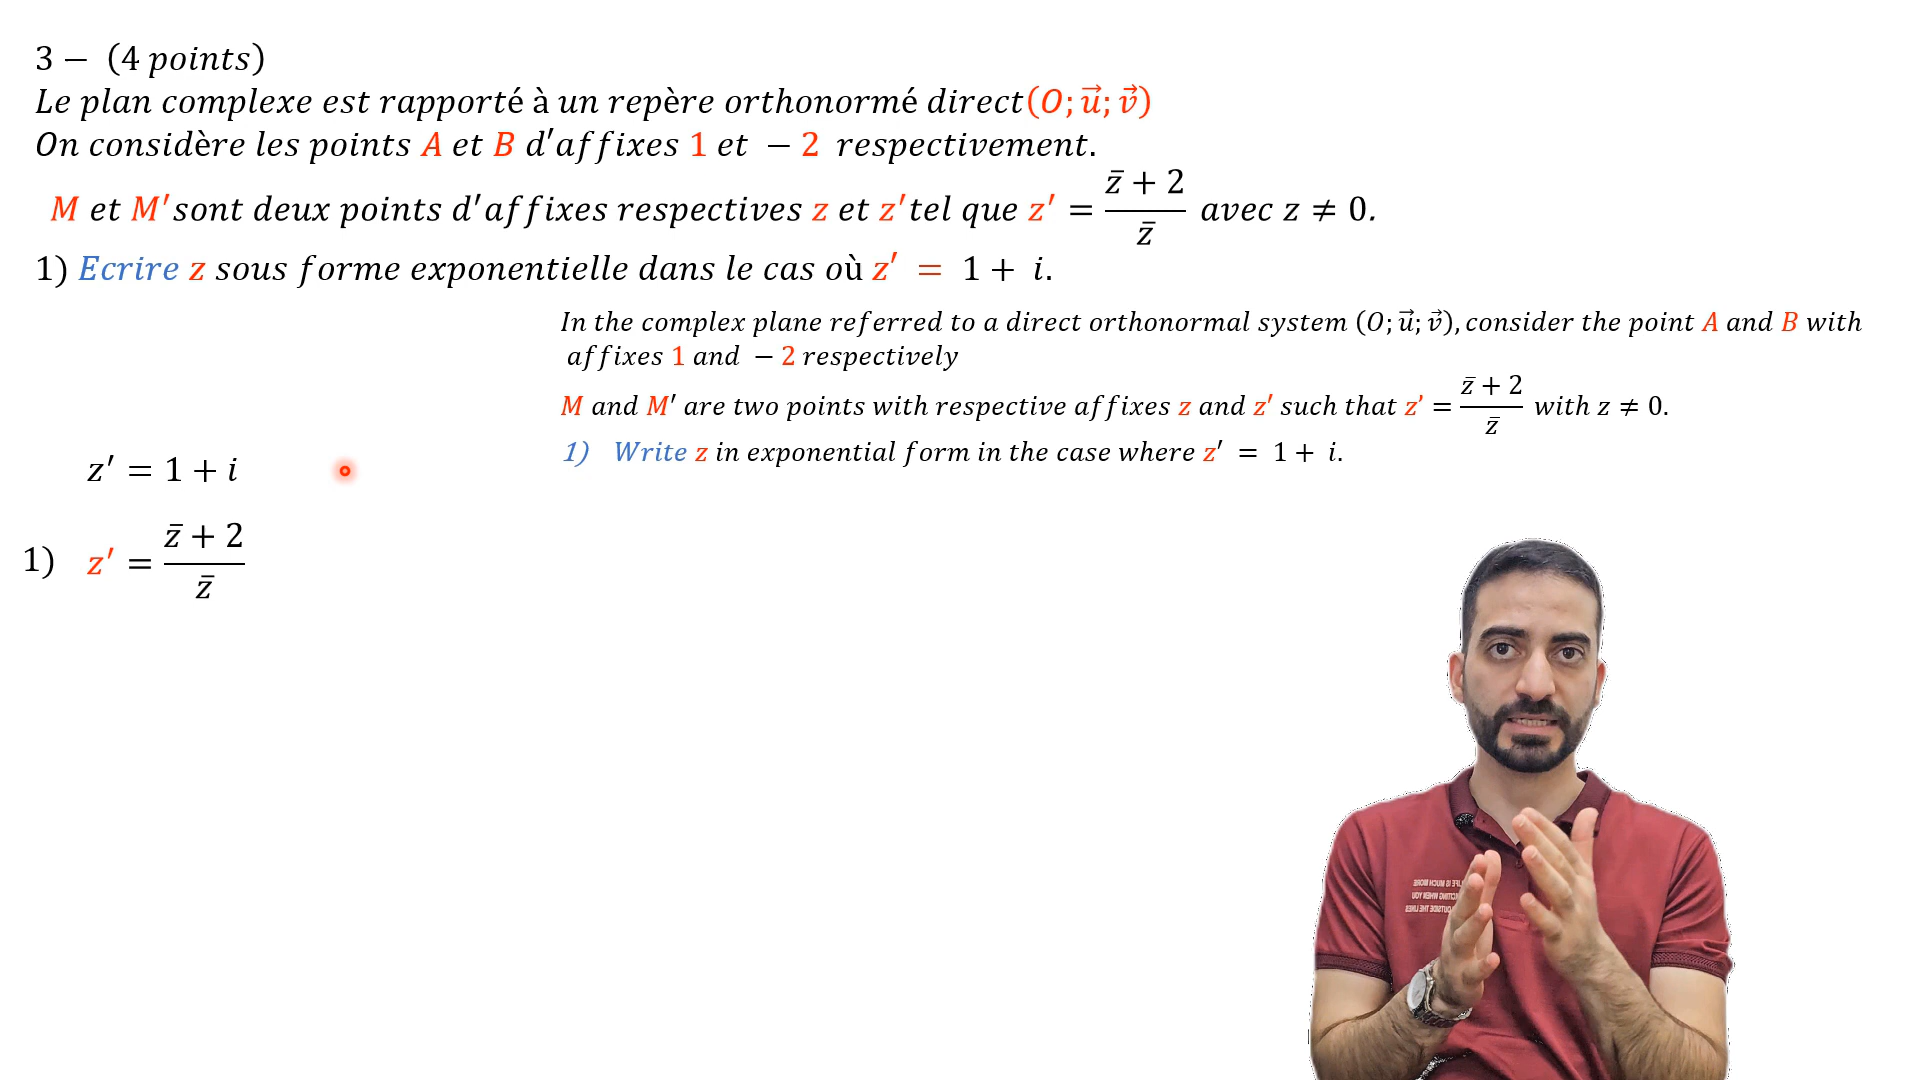 3 − (4 points)
Le plan complexe est rapporté à un repère orthonormé direct(O; u⃗; v⃗)
On considère les points A et B d'affixes 1 et − 2 respectivement.
M et M′sont deux points d'affixes respectives z et z′tel que z′ = (z̄ + 2)/z̄ avec z ≠ 0.
1) Ecrire z sous forme exponentielle dans le cas où z′ = 1 + i.
In the complex plane referred to a direct orthonormal system (O; u⃗; v⃗), consider the point A and B with
affixes 1 and − 2 respectively
M and M′ are two points with respective affixes z and z′ such that z’ = (z̄ + 2)/z̄ with z ≠ 0.
1) Write z in exponential form in the case where z′ = 1 + i.
z′ = 1 + i
1) z′ = (z̄ + 2)/z̄